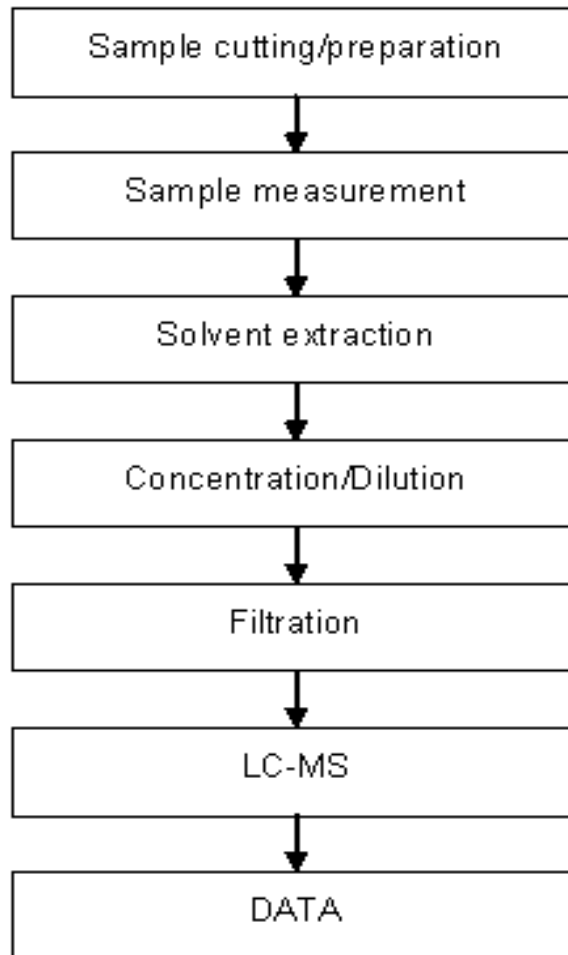 Sample cutting/preparation
Sample measurement
Solvent extraction
Concentration/Dilution
Filtration
LC-MS
DATA